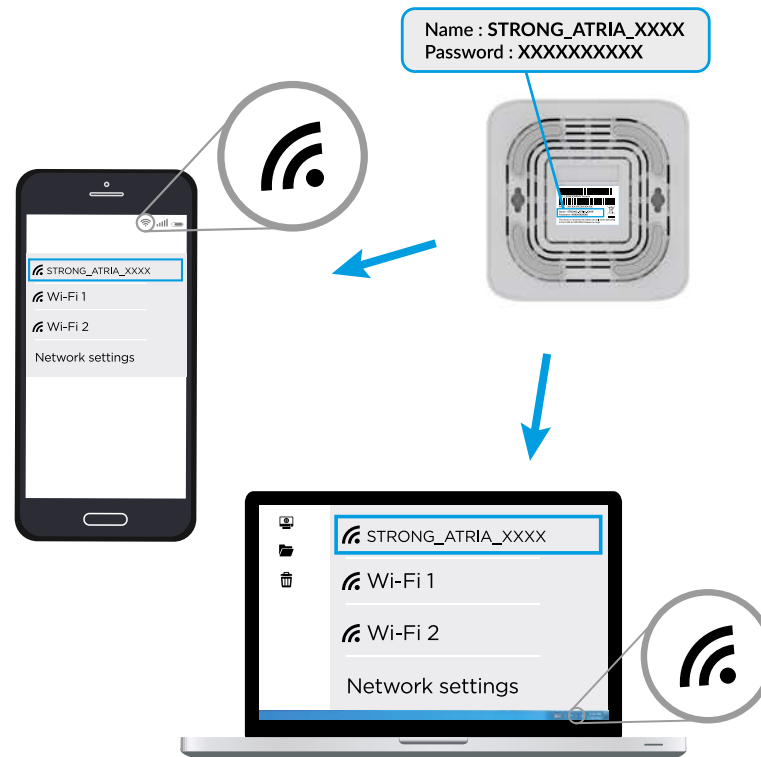 Name : STRONG_ATRIA_XXXX
Password : XXXXXXXXXX
STRONG_ATRIA_XXXX
Wi-Fi 1
Wi-Fi 2
Network settings
STRONG_ATRIA_XXXX
Wi-Fi 1
Wi-Fi 2
Network settings